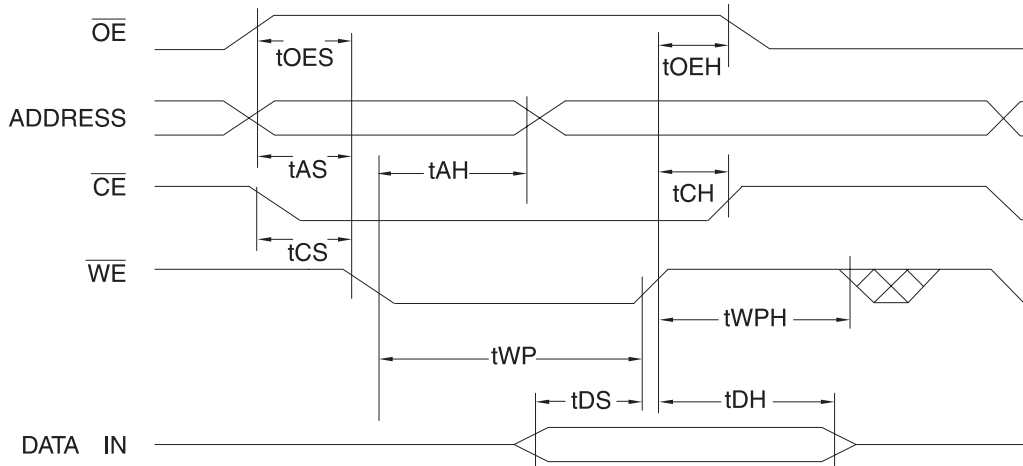 OE
tOES
tOEH
ADDRESS
tAS
tAH
CE
tCH
tCS
WE
tWPH
tWP
tDS
tDH
DATA IN